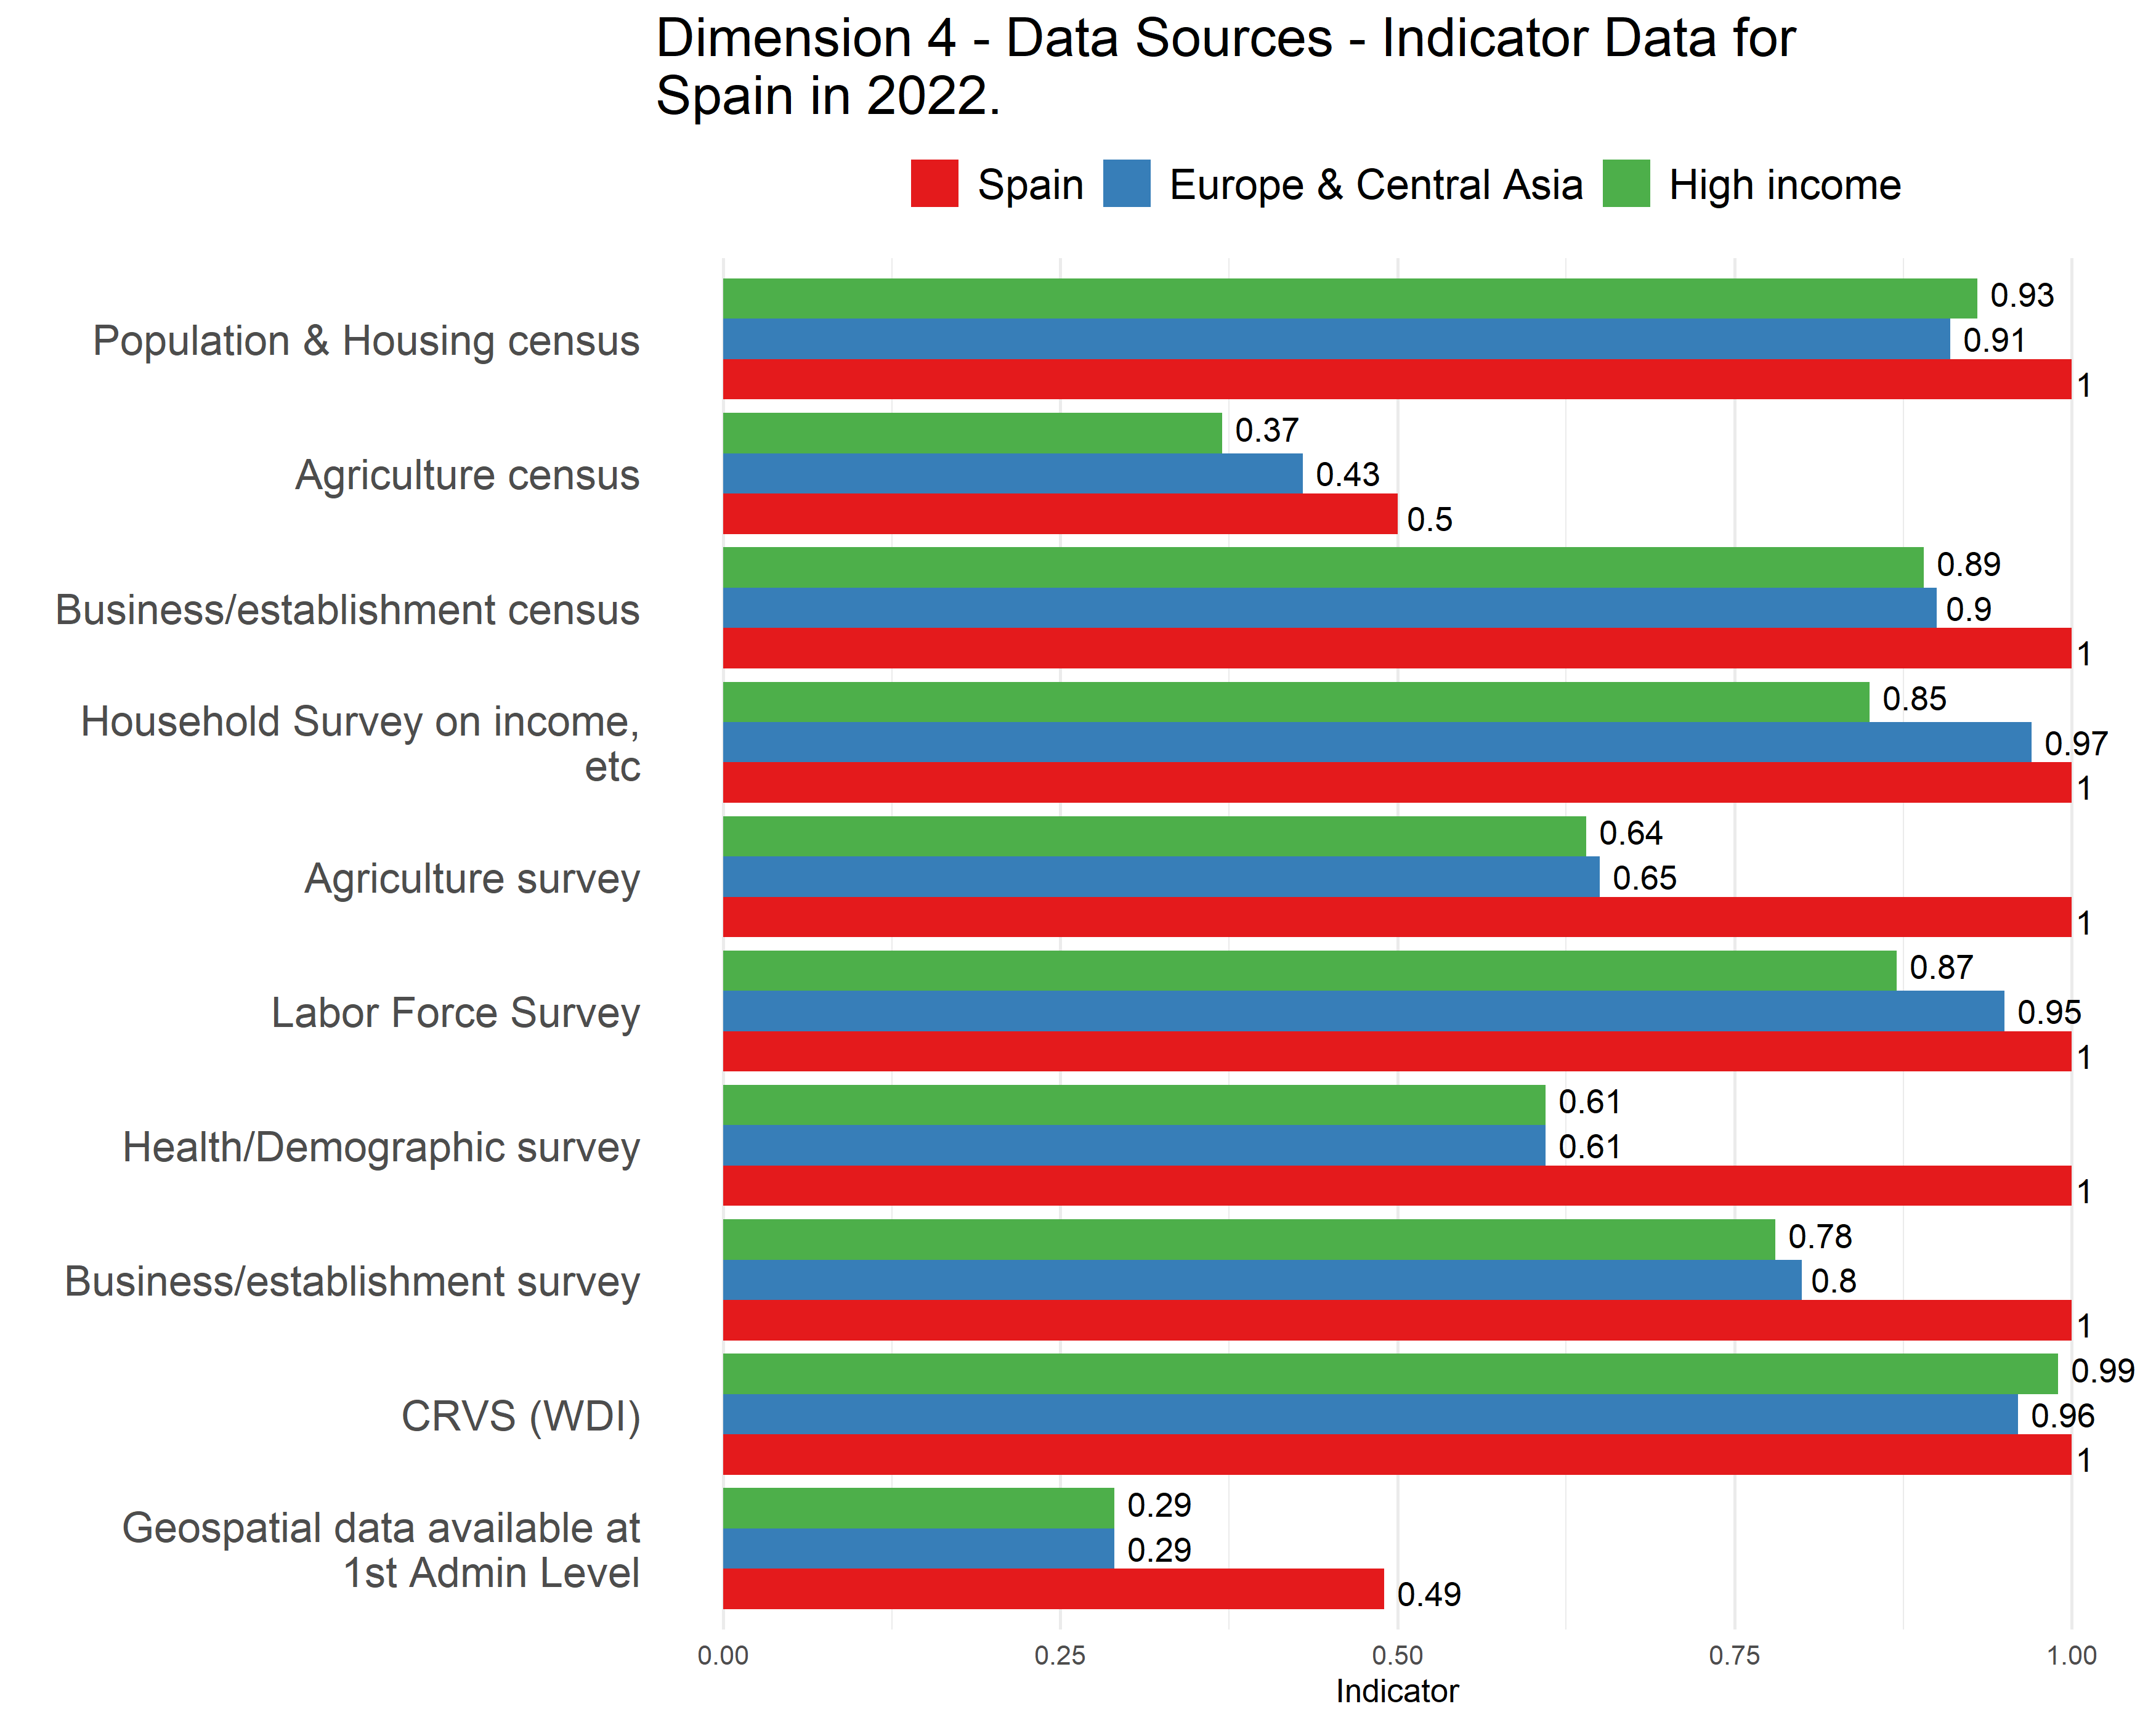 Dimension 4 - Data Sources - Indicator Data for
Spain in 2022.
Spain Europe & Central Asia High income
Population & Housing census
0.93
0.91
1
Agriculture census
0.37
0.43
0.5
Business/establishment census
0.89
0.9
1
Household Survey on income,
etc
0.85
0.97
1
Agriculture survey
0.64
0.65
1
Labor Force Survey
0.87
0.95
1
Health/Demographic survey
0.61
0.61
1
Business/establishment survey
0.78
0.8
1
CRVS (WDI)
0.99
0.96
1
Geospatial data available at
1st Admin Level
0.29
0.29
0.49
0.00 0.25 0.50 0.75 1.00
Indicator